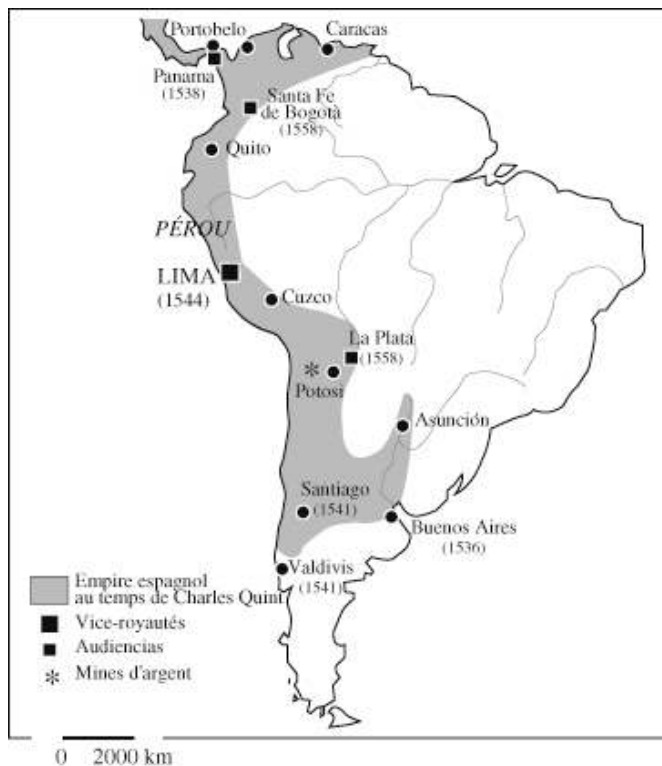 Portobelo
Caracas
Panama
(1538)
Santa Fe
de Bogotà
(1558)
Quito
PÉROU
LIMA
(1544)
Cuzco
La Plata
(1558)
Potosi
Asunción
Santiago
(1541)
Buenos Aires
(1536)
Valdivis
(1541)
Empire espagnol
au temps de Charles Quint
Vice-royautés
Audiencias
* Mines d'argent
0 2000 km